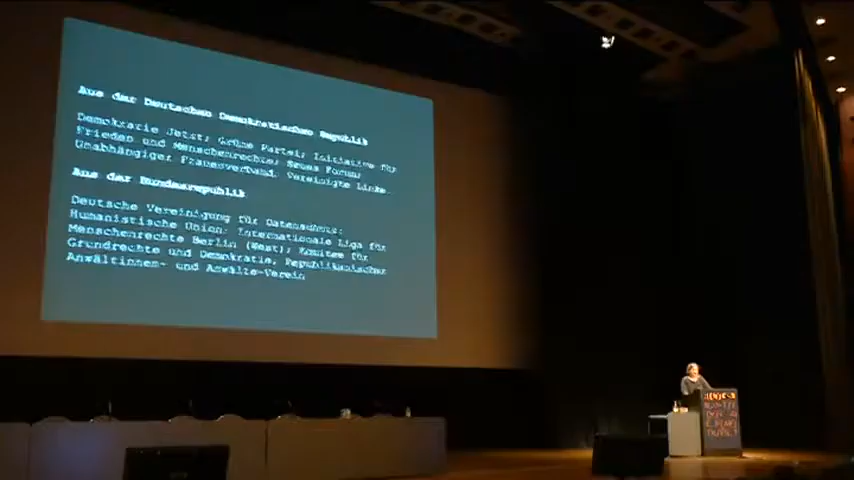 Aus der Deutschen Demokratischen Republik
Demokratie Jetzt; Grüne Partei; Initiative für
Frieden und Menschenrechte; Neues Forum;
Unabhängiger Frauenverband, Vereinigte Linke.
Aus der Bundesrepublik
Deutsche Vereinigung für Datenschutz;
Humanistische Union; Internationale Liga für
Menschenrechte Berlin (West); Komitee für
Grundrechte und Demokratie, Republikanischer
Anwältinnen- und Anwälte-Verein